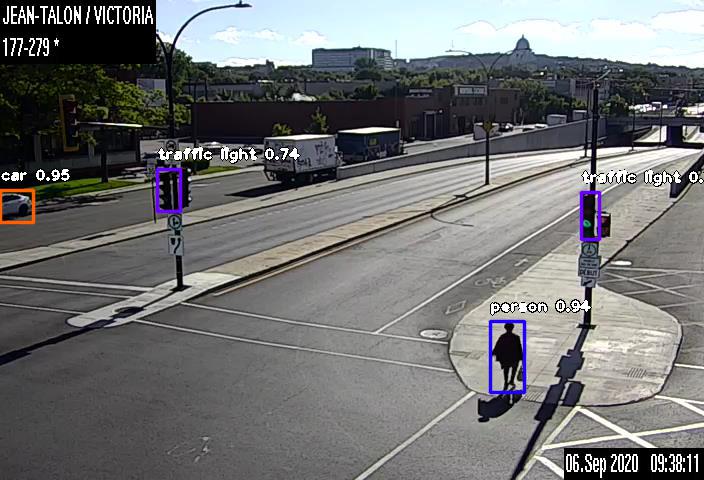 JEAN-TALON / VICTORIA
177-279 *
traffic light 0.74
car 0.95
traffic light 0.
person 0.94
DÉBUT
06.Sep 2020 09:38:11